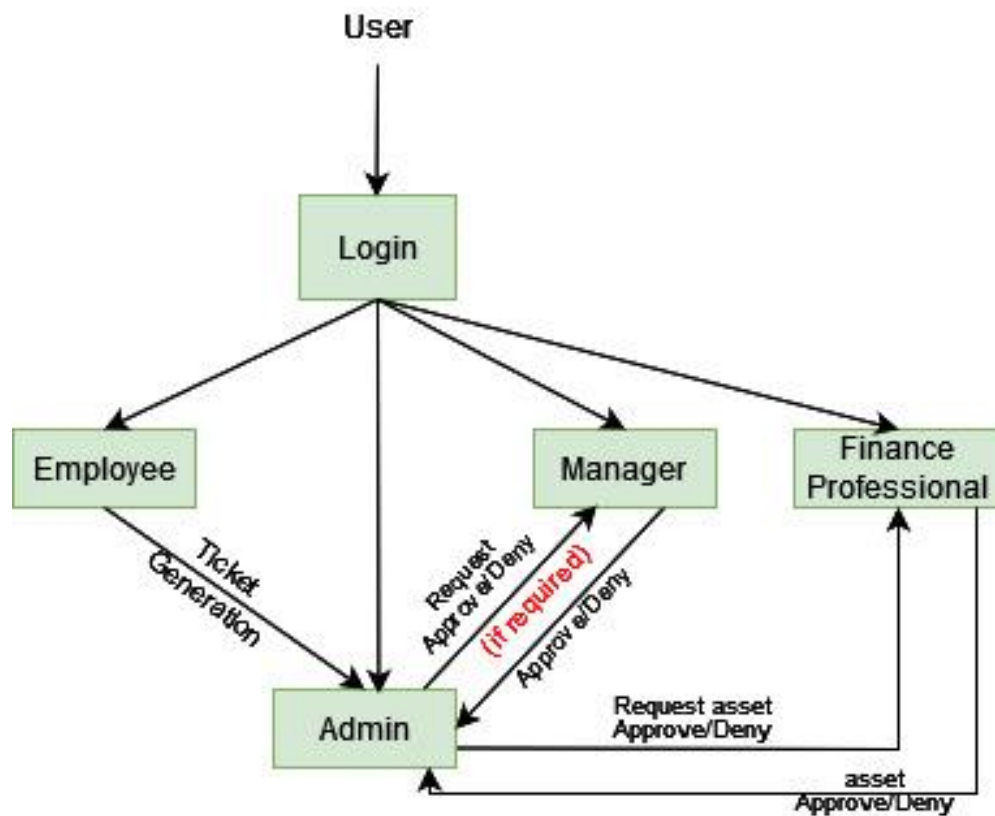 User
Login
Employee
Manager
Finance
Professional
Ticket
Generation
Request
Approve/Deny
(if required)
Approve/Deny
Admin
Request asset
Approve/Deny
asset
Approve/Deny